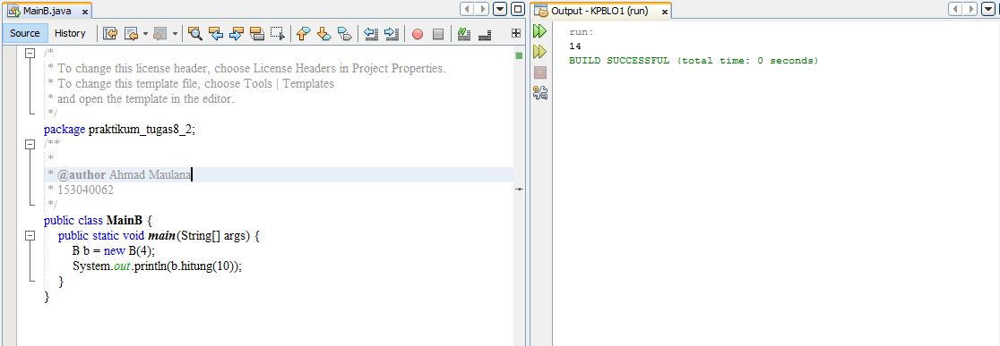 MainB.java
Source
History
/*
* To change this license header, choose License Headers in Project Properties.
* To change this template file, choose Tools | Templates
* and open the template in the editor.
*/
package praktikum_tugas8_2;
/**
*
* @author Ahmad Maulana
* 153040062
*/
public class MainB {
public static void main(String[] args) {
B b = new B(4);
System.out.println(b.hitung(10));
}
}
Output - KPBLO1 (run)
run:
14
BUILD SUCCESSFUL (total time: 0 seconds)